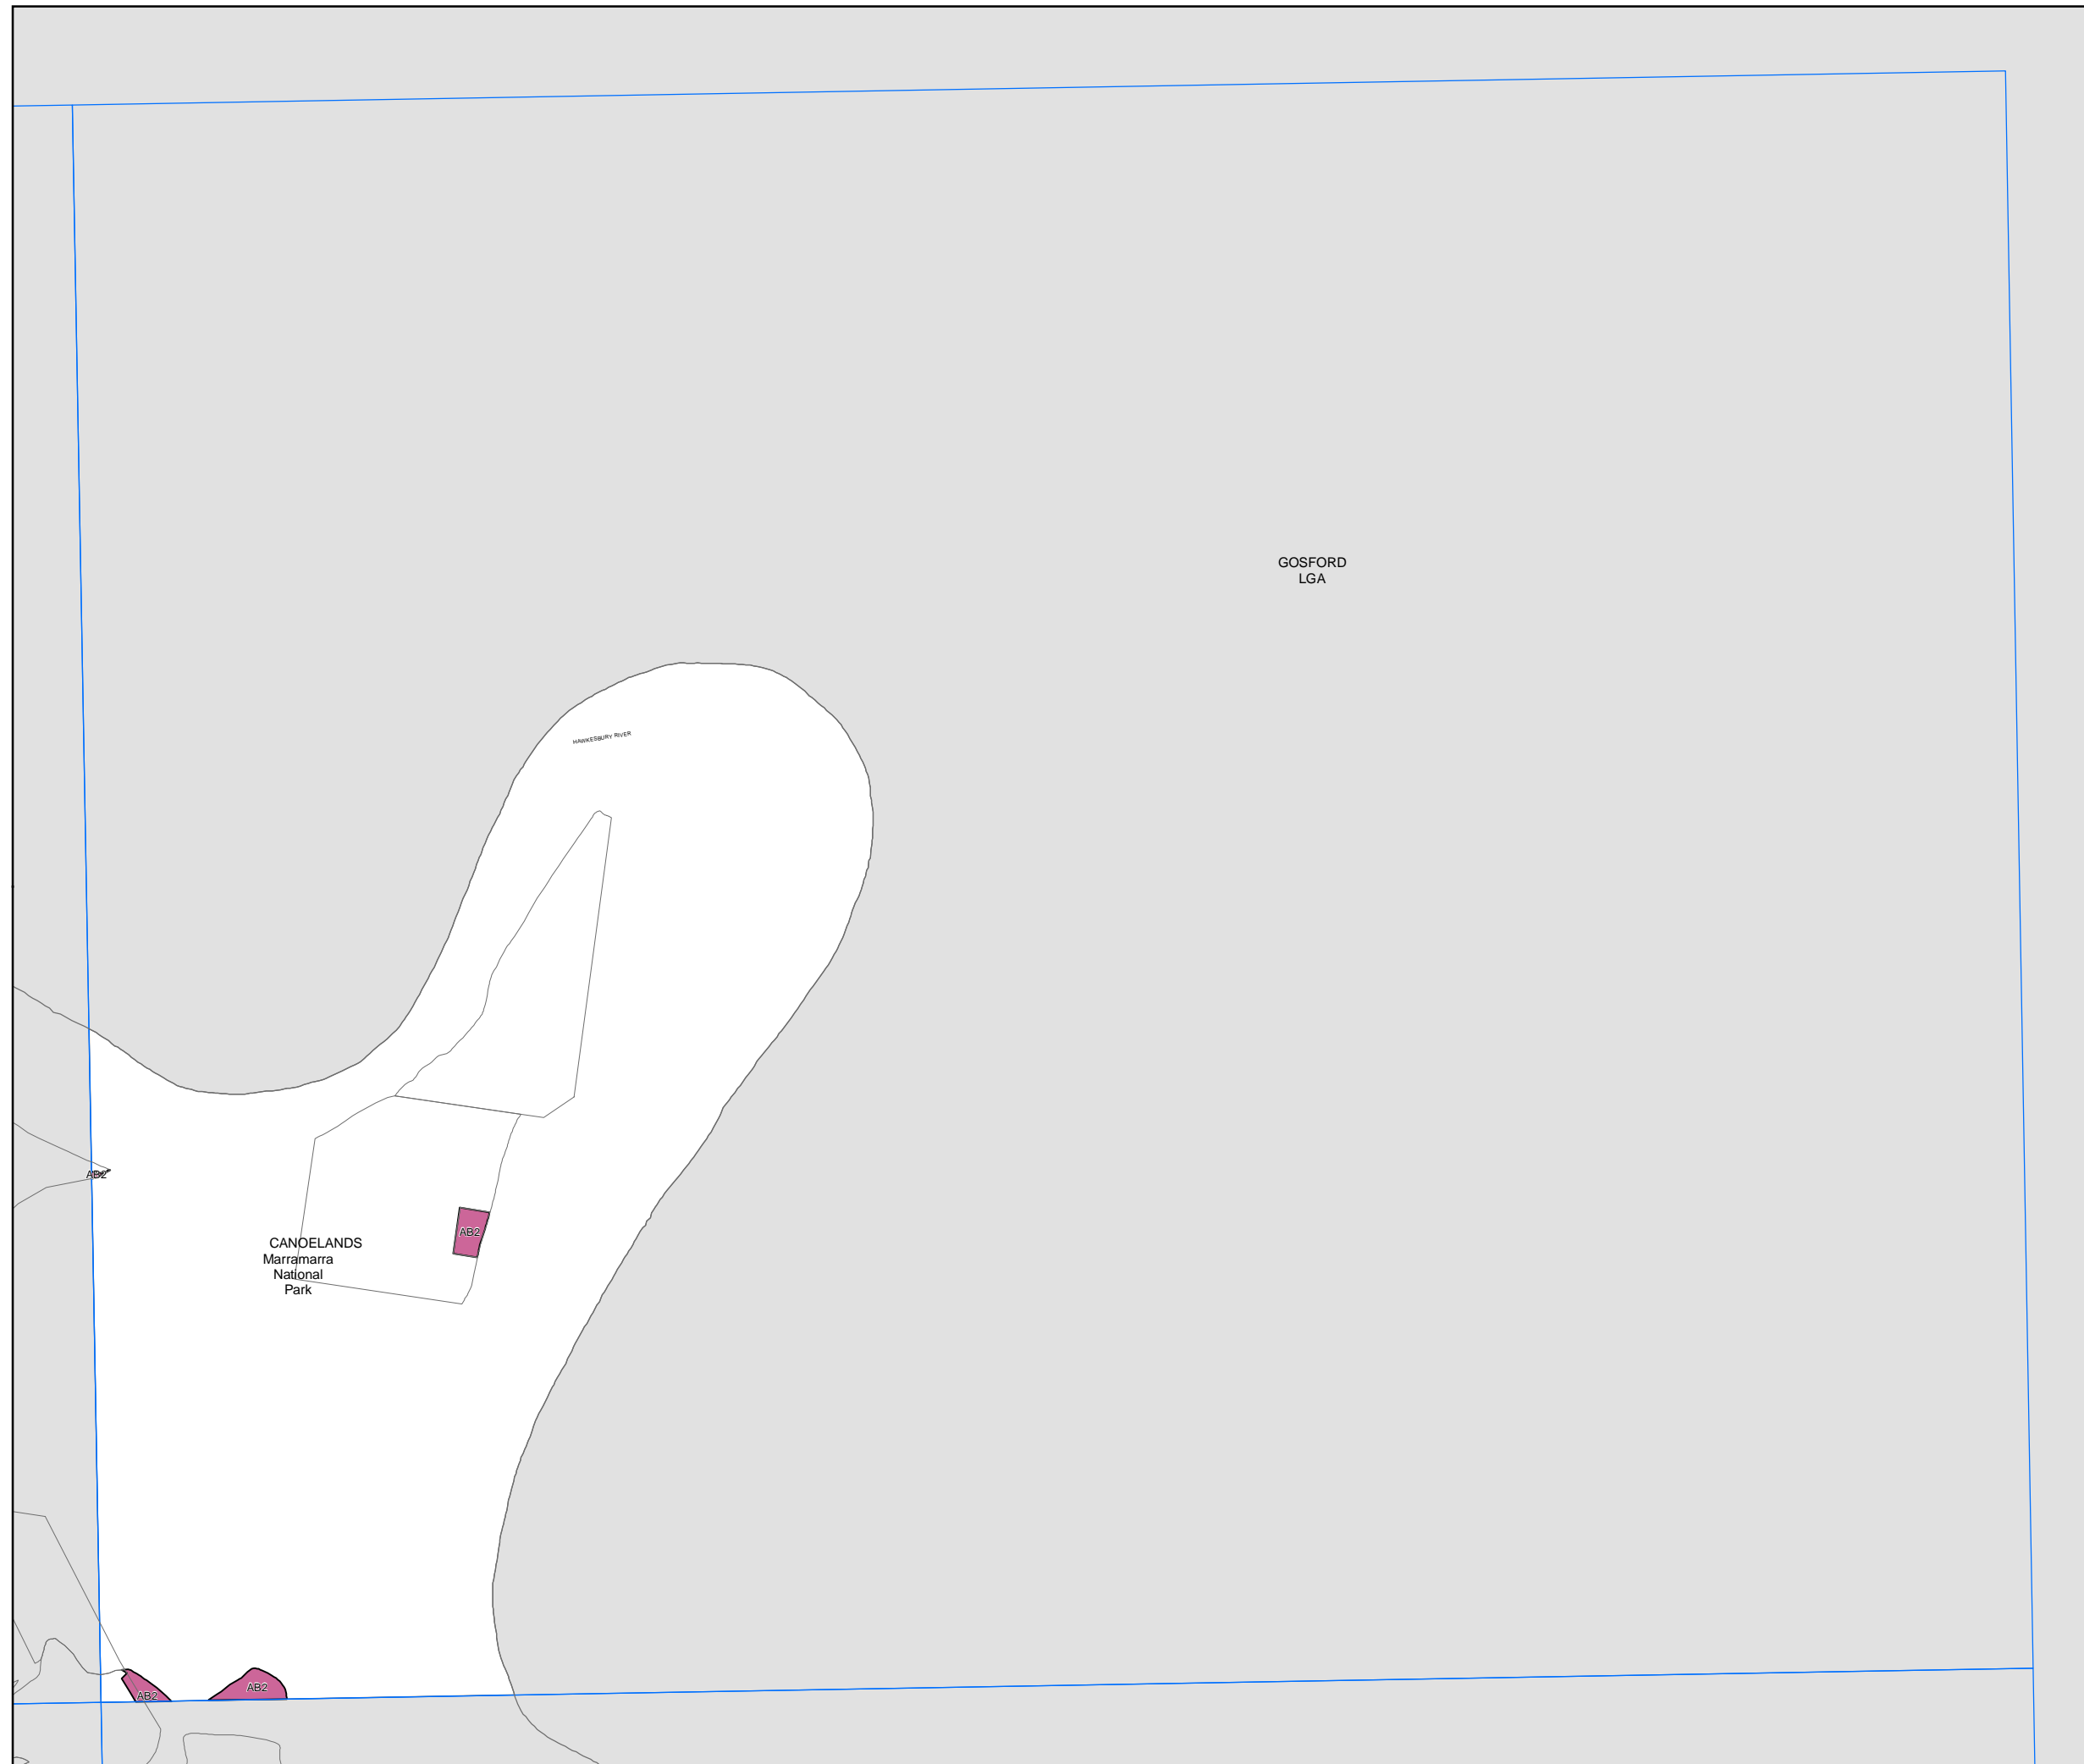 GOSFORD
LGA
HAWKESBURY RIVER
AB2
AB2
CANOELANDS
Marramarra
National
Park
AB2
AB2